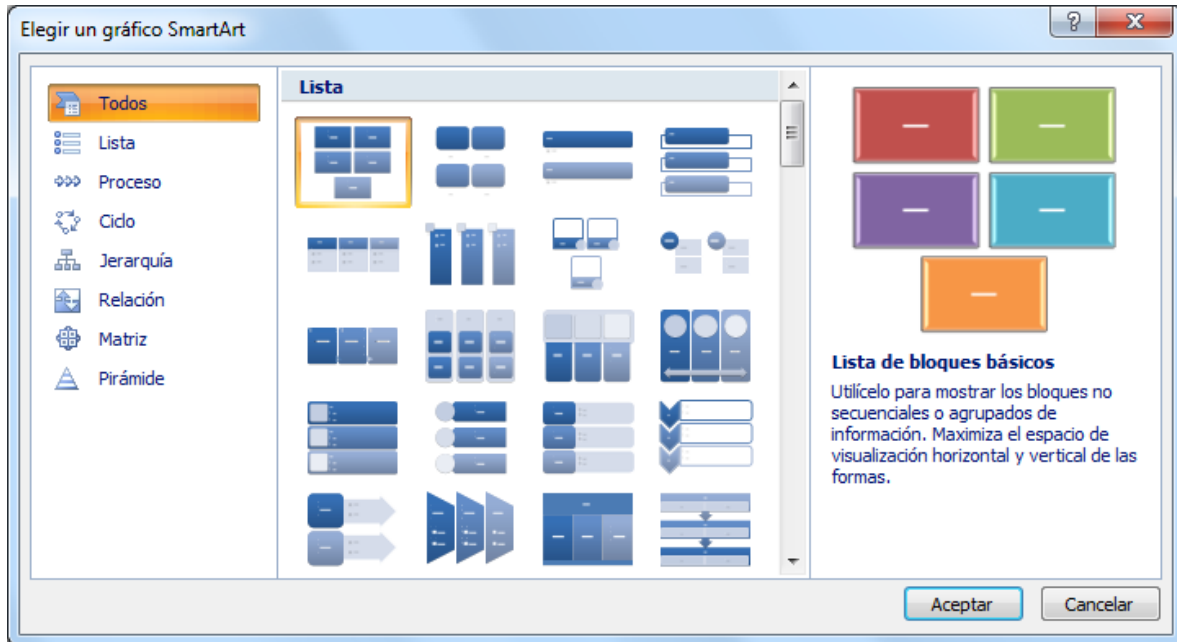 Elegir un gráfico SmartArt
Todos
Lista
Proceso
Ciclo
Jerarquía
Relación
Matriz
Pirámide
Lista
Lista de bloques básicos
Utilícelo para mostrar los bloques no
secuenciales o agrupados de
información. Maximiza el espacio de
visualización horizontal y vertical de las
formas.
Aceptar
Cancelar